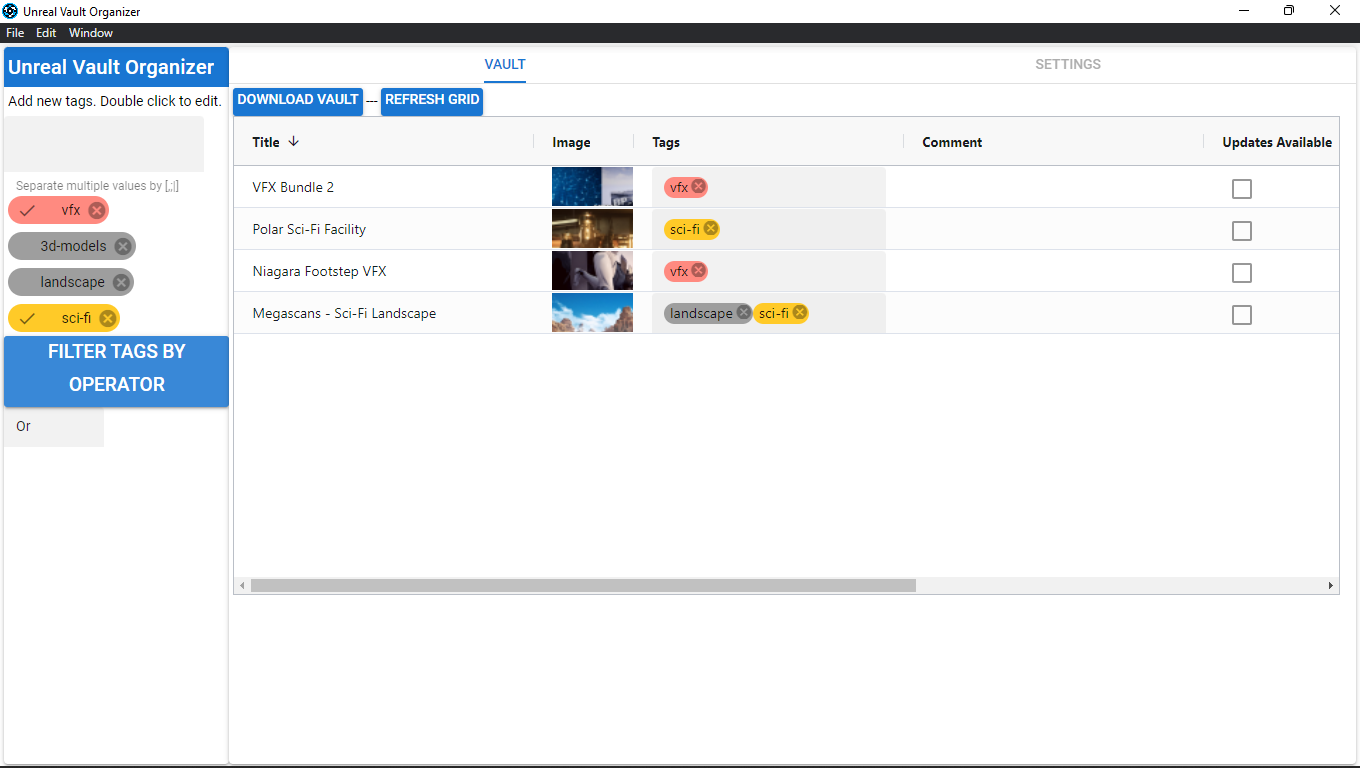 Unreal Vault Organizer
File Edit Window
Unreal Vault Organizer
Add new tags. Double click to edit.
Separate multiple values by [,;|]
vfx
3d-models
landscape
sci-fi
FILTER TAGS BY
OPERATOR
Or
VAULT SETTINGS
DOWNLOAD VAULT --- REFRESH GRID
Title Image Tags Comment Updates Available
VFX Bundle 2 vfx
Polar Sci-Fi Facility sci-fi
Niagara Footstep VFX vfx
Megascans - Sci-Fi Landscape landscape sci-fi